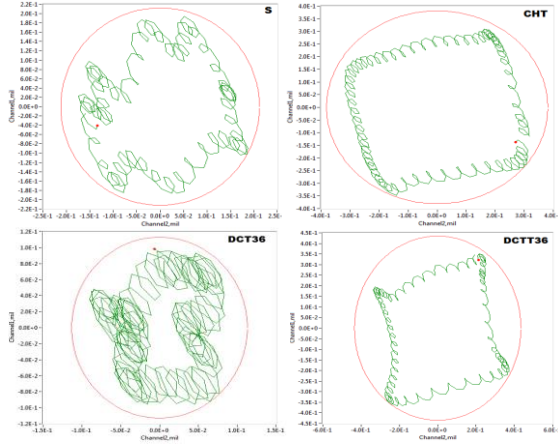 S
2.2E-1
2.0E-1
1.8E-1
1.6E-1
1.4E-1
1.2E-1
1.0E-1
8.0E-2
6.0E-2
4.0E-2
2.0E-2
0.0E+0
-2.0E-2
-4.0E-2
-6.0E-2
-8.0E-2
-1.0E-1
-1.2E-1
-1.4E-1
-1.6E-1
-1.8E-1
-2.0E-1
-2.2E-1
Channel1,mil
-2.5E-1 -2.0E-1 -1.5E-1 -1.0E-1 -5.0E-2 0.0E+0 5.0E-2 1.0E-1 1.5E-1 2.0E-1 2.5E-
Channel2,mil
CHT
4.0E-1
3.5E-1
3.0E-1
2.5E-1
2.0E-1
1.5E-1
1.0E-1
5.0E-2
0.0E+0
-5.0E-2
-1.0E-1
-1.5E-1
-2.0E-1
-2.5E-1
-3.0E-1
-3.5E-1
-4.0E-1
Channel1,mil
-4.0E-1 -2.0E-1 0.0E+0 2.0E-1 4.0E-1
Channel2,mil
DCT36
1.2E-1
1.0E-1
8.0E-2
6.0E-2
4.0E-2
2.0E-2
0.0E+0
-2.0E-2
-4.0E-2
-6.0E-2
-8.0E-2
-1.0E-1
-1.2E-1
Channel1,mil
-1.0E-1 -5.0E-2 0.0E+0 5.0E-2 1.0E-1 1.5E-1
Channel2,mil
DCTT36
4.5E-1
4.0E-1
3.5E-1
3.0E-1
2.5E-1
2.0E-1
1.5E-1
1.0E-1
5.0E-2
0.0E+0
-5.0E-2
-1.0E-1
-1.5E-1
-2.0E-1
-2.5E-1
-3.0E-1
-3.5E-1
-4.0E-1
-4.5E-1
Channel1,mil
-6.0E-1 -4.0E-1 -2.0E-1 0.0E+0 2.0E-1 4.0E-1 6.0E-1
Channel2,mil